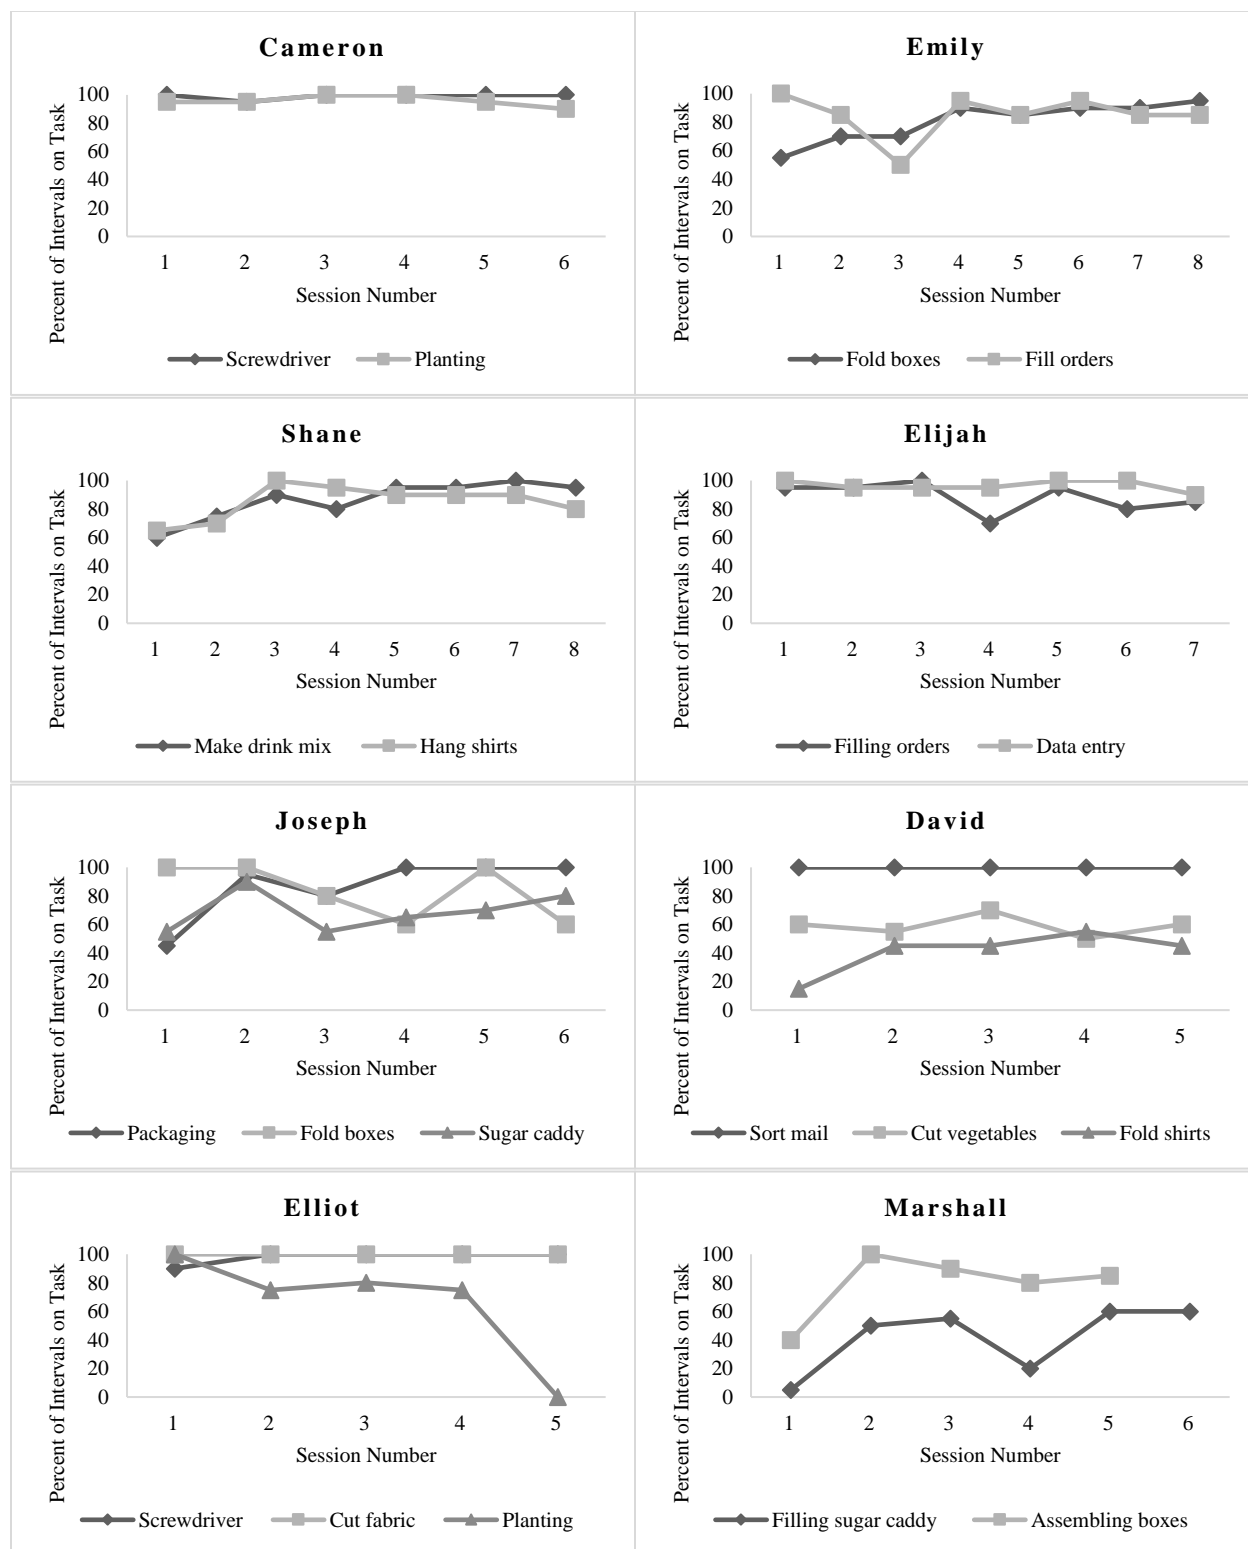 Cameron
Percent of Intervals on Task
100
80
60
40
20
0
1 2 3 4 5 6
Session Number
Screwdriver Planting
Emily
Percent of Intervals on Task
100
80
60
40
20
0
1 2 3 4 5 6 7 8
Session Number
Fold boxes Fill orders
Shane
Percent of Intervals on Task
100
80
60
40
20
0
1 2 3 4 5 6 7 8
Session Number
Make drink mix Hang shirts
Elijah
Percent of Intervals on Task
100
80
60
40
20
0
1 2 3 4 5 6 7
Session Number
Filling orders Data entry
Joseph
Percent of Intervals on Task
100
80
60
40
20
0
1 2 3 4 5 6
Session Number
Packaging Fold boxes Sugar caddy
David
Percent of Intervals on Task
100
80
60
40
20
0
1 2 3 4 5
Session Number
Sort mail Cut vegetables Fold shirts
Elliot
Percent of Intervals on Task
100
80
60
40
20
0
1 2 3 4 5
Session Number
Screwdriver Cut fabric Planting
Marshall
Percent of Intervals on Task
100
80
60
40
20
0
1 2 3 4 5 6
Session Number
Filling sugar caddy Assembling boxes